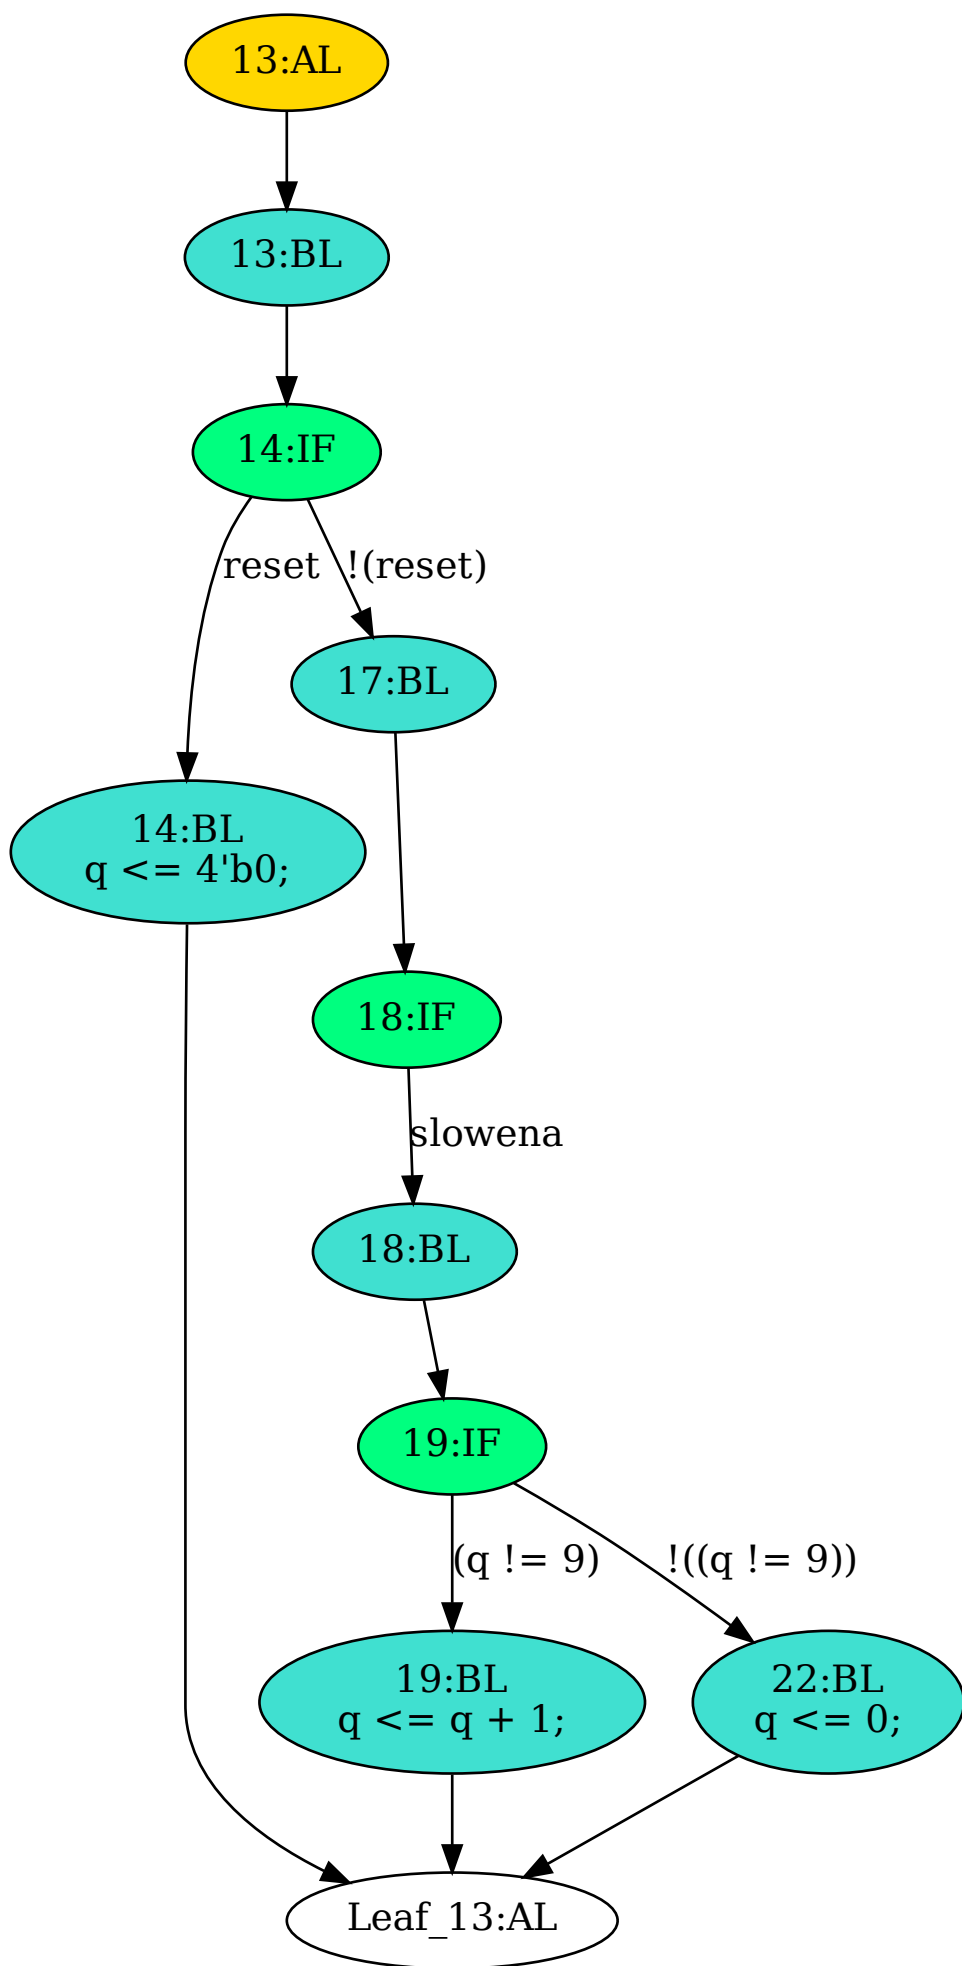 13:AL
13:BL
14:IF
reset
!(reset)
17:BL
14:BL
q <= 4'b0;
18:IF
slowena
18:BL
19:IF
(q != 9)
!((q != 9))
19:BL
q <= q + 1;
22:BL
q <= 0;
Leaf_13:AL